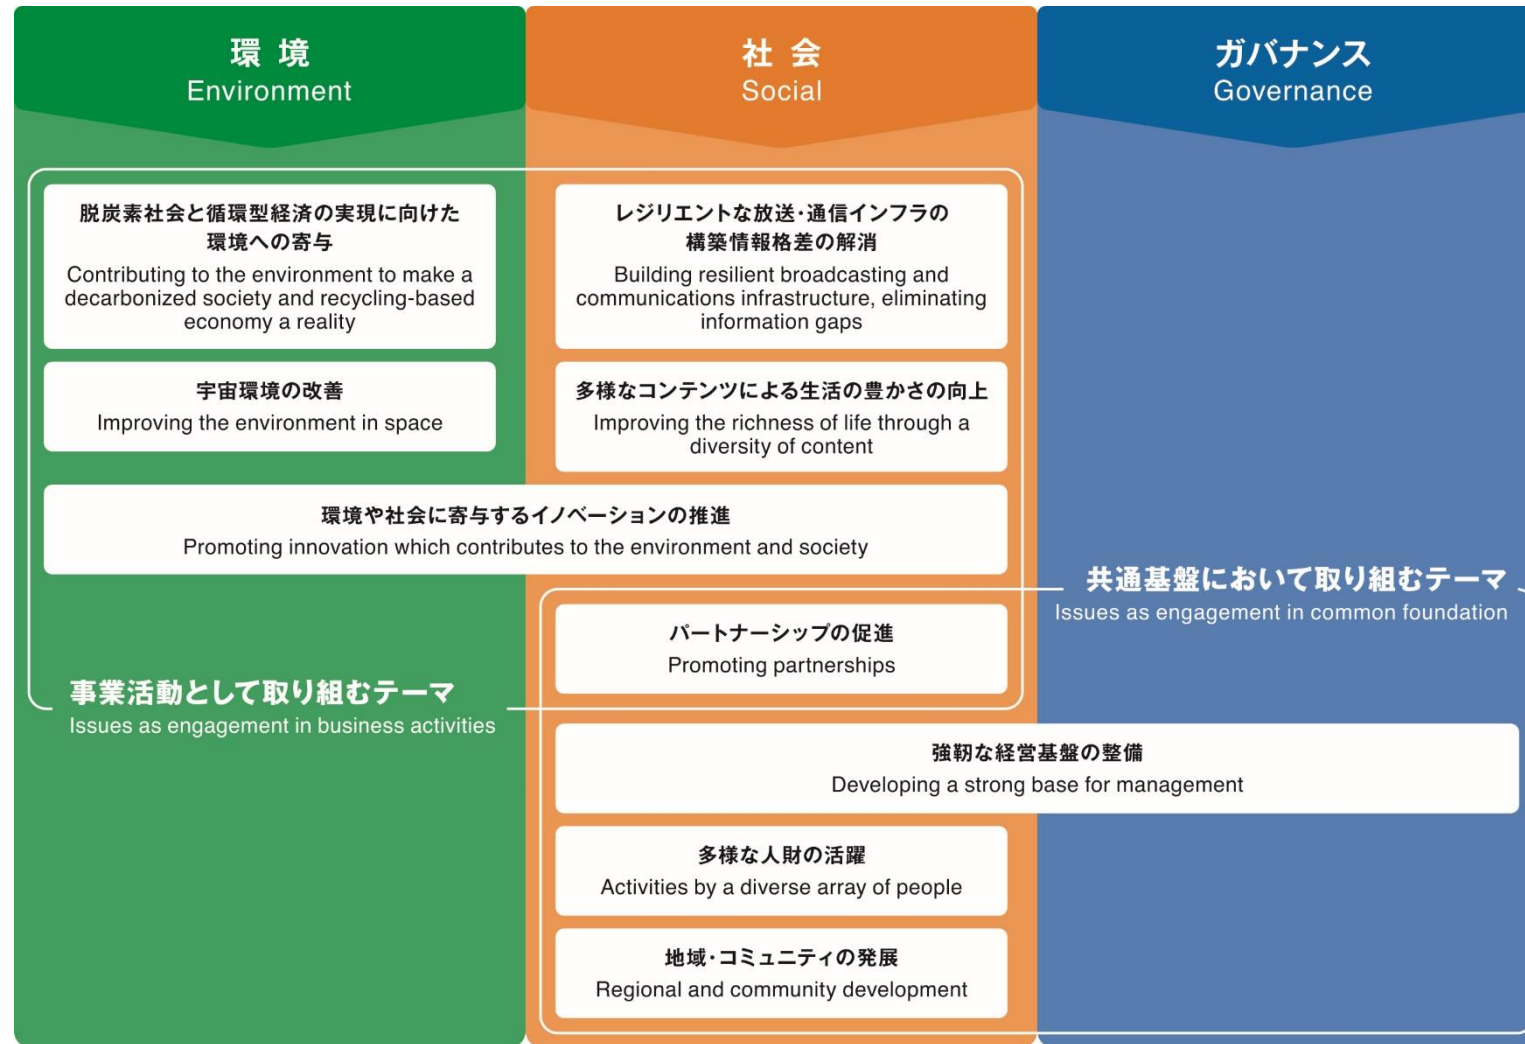 環境
Environment
社会
Social
ガバナンス
Governance
脱炭素社会と循環型経済の実現に向けた
環境への寄与
Contributing to the environment to make a
decarbonized society and recycling-based
economy a reality
レジリエントな放送・通信インフラの
構築情報格差の解消
Building resilient broadcasting and
communications infrastructure, eliminating
information gaps
宇宙環境の改善
Improving the environment in space
多様なコンテンツによる生活の豊かさの向上
Improving the richness of life through a
diversity of content
環境や社会に寄与するイノベーションの推進
Promoting innovation which contributes to the environment and society
共通基盤において取り組むテーマ
Issues as engagement in common foundation
パートナーシップの促進
Promoting partnerships
事業活動として取り組むテーマ
Issues as engagement in business activities
強靭な経営基盤の整備
Developing a strong base for management
多様な人財の活躍
Activities by a diverse array of people
地域・コミュニティの発展
Regional and community development